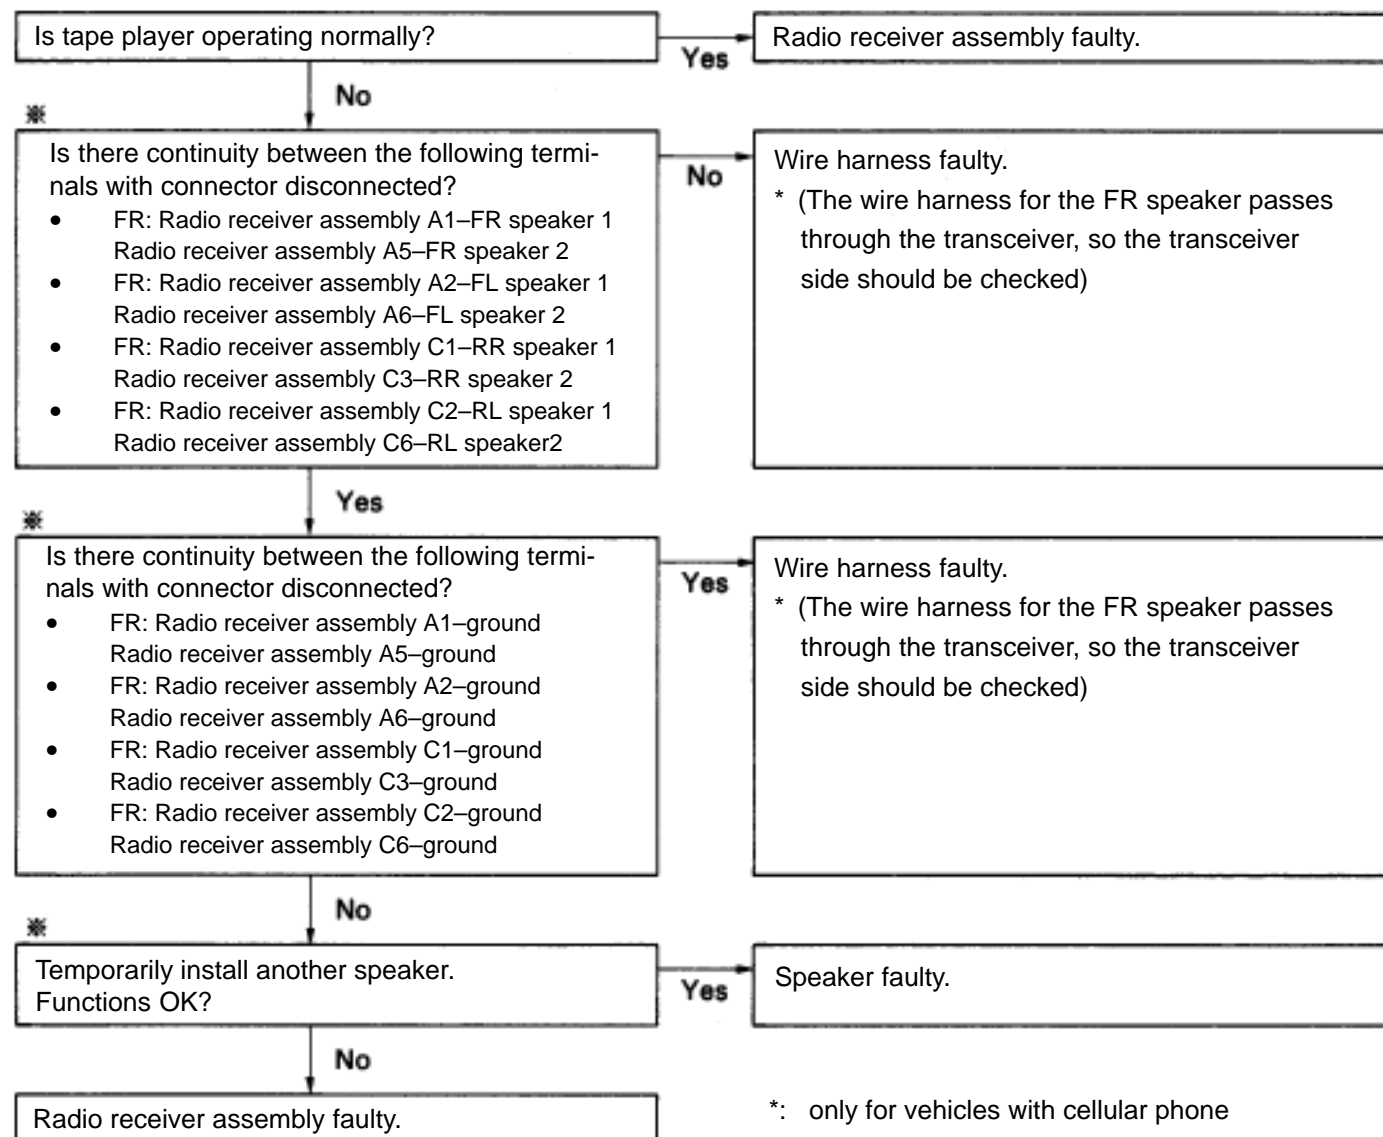 Is tape player operating normally?
Yes
Radio receiver assembly faulty.
No
※
Is there continuity between the following termi-
nals with connector disconnected?
• FR: Radio receiver assembly A1–FR speaker 1
Radio receiver assembly A5–FR speaker 2
• FR: Radio receiver assembly A2–FL speaker 1
Radio receiver assembly A6–FL speaker 2
• FR: Radio receiver assembly C1–RR speaker 1
Radio receiver assembly C3–RR speaker 2
• FR: Radio receiver assembly C2–RL speaker 1
Radio receiver assembly C6–RL speaker2
No
Wire harness faulty.
* (The wire harness for the FR speaker passes
through the transceiver, so the transceiver
side should be checked)
Yes
※
Is there continuity between the following termi-
nals with connector disconnected?
• FR: Radio receiver assembly A1–ground
Radio receiver assembly A5–ground
• FR: Radio receiver assembly A2–ground
Radio receiver assembly A6–ground
• FR: Radio receiver assembly C1–ground
Radio receiver assembly C3–ground
• FR: Radio receiver assembly C2–ground
Radio receiver assembly C6–ground
Yes
Wire harness faulty.
* (The wire harness for the FR speaker passes
through the transceiver, so the transceiver
side should be checked)
No
※
Temporarily install another speaker.
Functions OK?
Yes
Speaker faulty.
No
Radio receiver assembly faulty.
*: only for vehicles with cellular phone